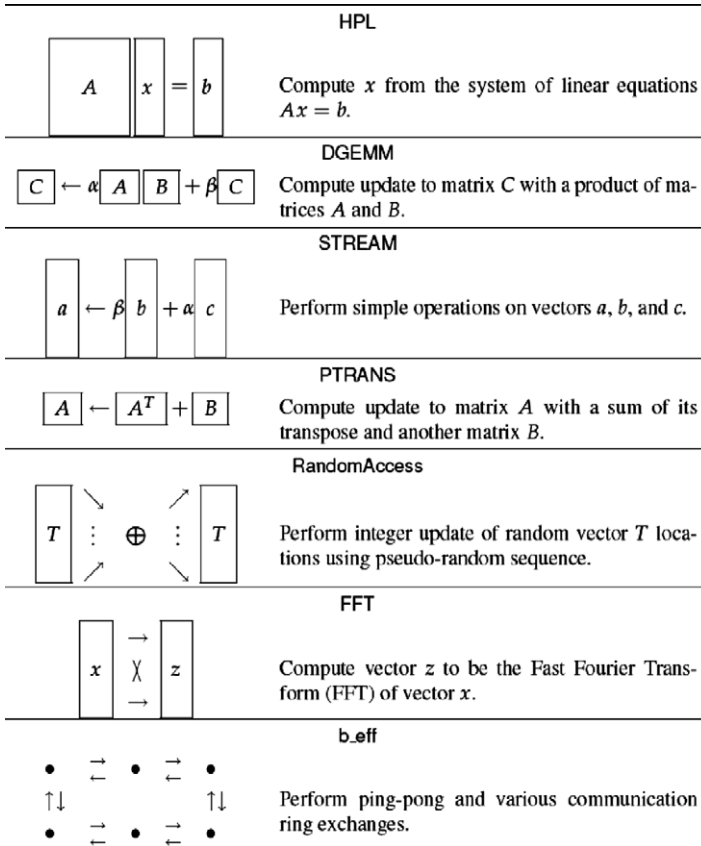 HPL
A x = b
Compute x from the system of linear equations
Ax = b.
DGEMM
C ← α A B + β C
Compute update to matrix C with a product of ma-
trices A and B.
STREAM
a ← β b + α c
Perform simple operations on vectors a, b, and c.
PTRANS
A ← A^T + B
Compute update to matrix A with a sum of its
transpose and another matrix B.
RandomAccess
T ⋮ ⊕ ⋮ T
Perform integer update of random vector T loca-
tions using pseudo-random sequence.
FFT
x z
Compute vector z to be the Fast Fourier Trans-
form (FFT) of vector x.
b_eff
Perform ping-pong and various communication
ring exchanges.